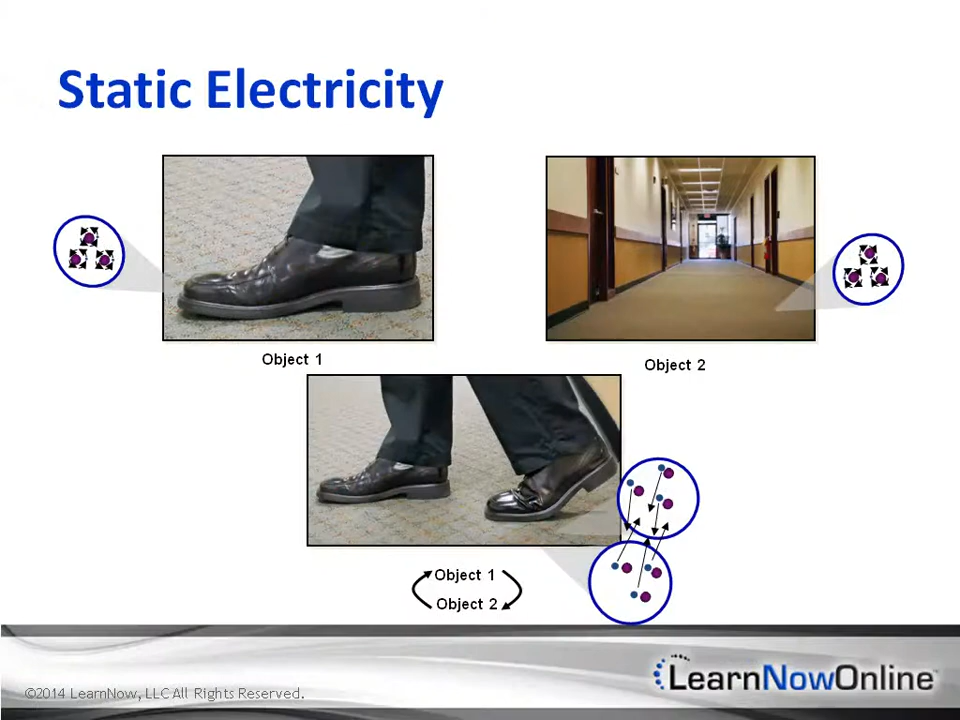 Static Electricity
Object 1
Object 2
Object 1
Object 2
©2014 LearnNow, LLC All Rights Reserved.
LearnNowOnline